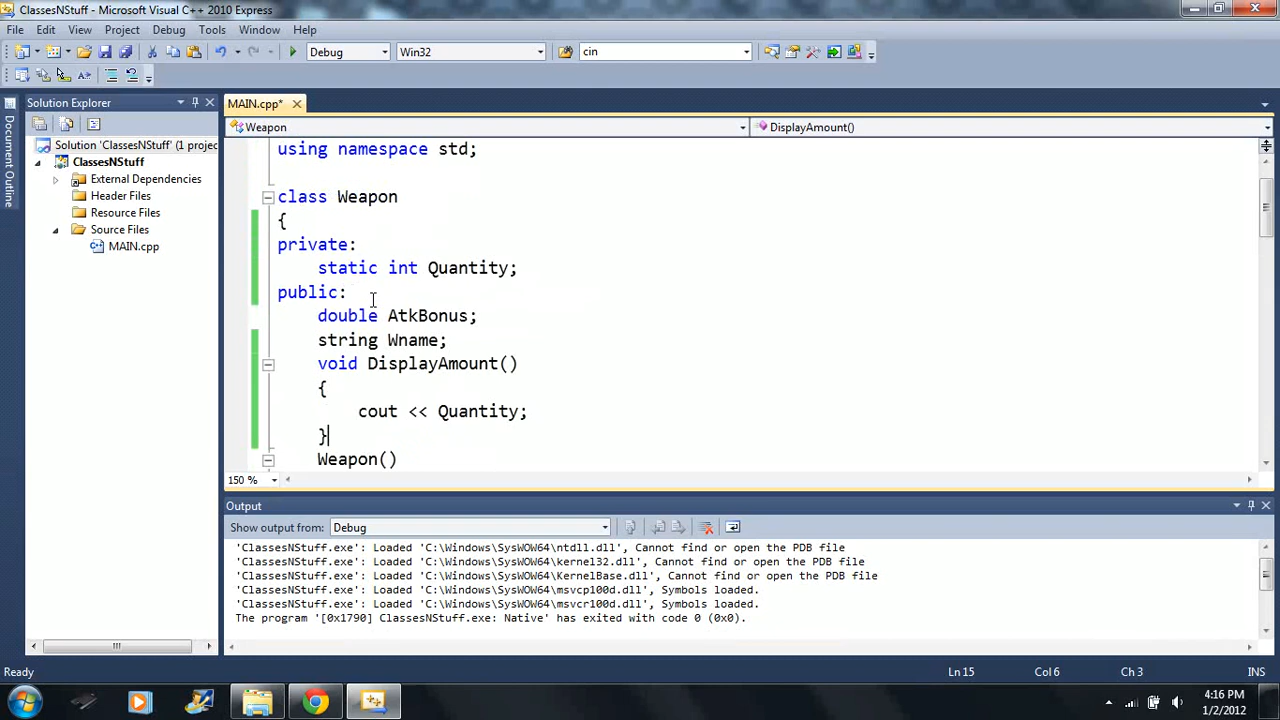 ClassesNStuff - Microsoft Visual C++ 2010 Express
File Edit View Project Debug Tools Window Help
Debug Win32 cin
Solution Explorer
MAIN.cpp*
Weapon DisplayAmount()
Document Outline
Solution 'ClassesNStuff' (1 projec
ClassesNStuff
External Dependencies
Header Files
Resource Files
Source Files
MAIN.cpp
using namespace std;
class Weapon
{
private:
static int Quantity;
public:
double AtkBonus;
string Wname;
void DisplayAmount()
{
cout << Quantity;
}
Weapon()
150 %
Output
Show output from: Debug
'ClassesNStuff.exe': Loaded 'C:\Windows\SysWOW64\ntdll.dll', Cannot find or open the PDB file
'ClassesNStuff.exe': Loaded 'C:\Windows\SysWOW64\kernel32.dll', Cannot find or open the PDB file
'ClassesNStuff.exe': Loaded 'C:\Windows\SysWOW64\KernelBase.dll', Cannot find or open the PDB file
'ClassesNStuff.exe': Loaded 'C:\Windows\SysWOW64\msvcp100d.dll', Symbols loaded.
'ClassesNStuff.exe': Loaded 'C:\Windows\SysWOW64\msvcr100d.dll', Symbols loaded.
The program '[0x1790] ClassesNStuff.exe: Native' has exited with code 0 (0x0).
Ready Ln 15 Col 6 Ch 3 INS
4:16 PM
1/2/2012